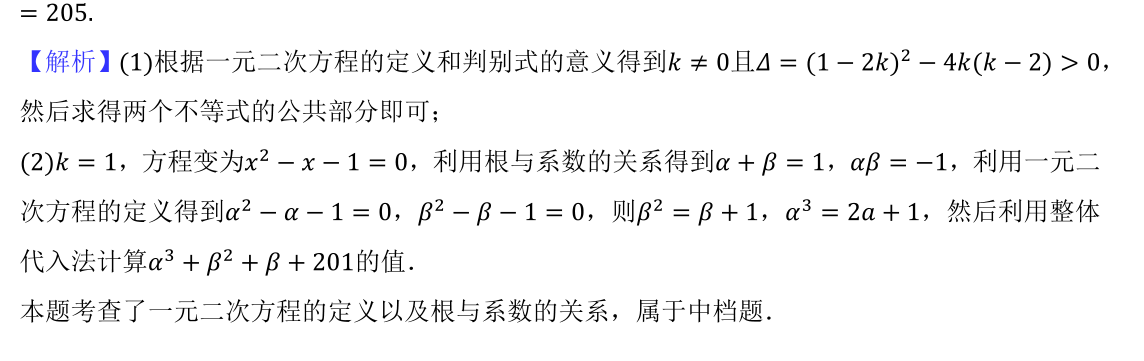 = 205.
【解析】(1)根据一元二次方程的定义和判别式的意义得到k ≠ 0且Δ = (1 − 2k)² − 4k(k − 2) > 0，
然后求得两个不等式的公共部分即可；
(2)k = 1，方程变为x² − x − 1 = 0，利用根与系数的关系得到α + β = 1，αβ = −1，利用一元二
次方程的定义得到α² − α − 1 = 0，β² − β − 1 = 0，则β² = β + 1，α³ = 2a + 1，然后利用整体
代入法计算α³ + β² + β + 201的值．
本题考查了一元二次方程的定义以及根与系数的关系，属于中档题．